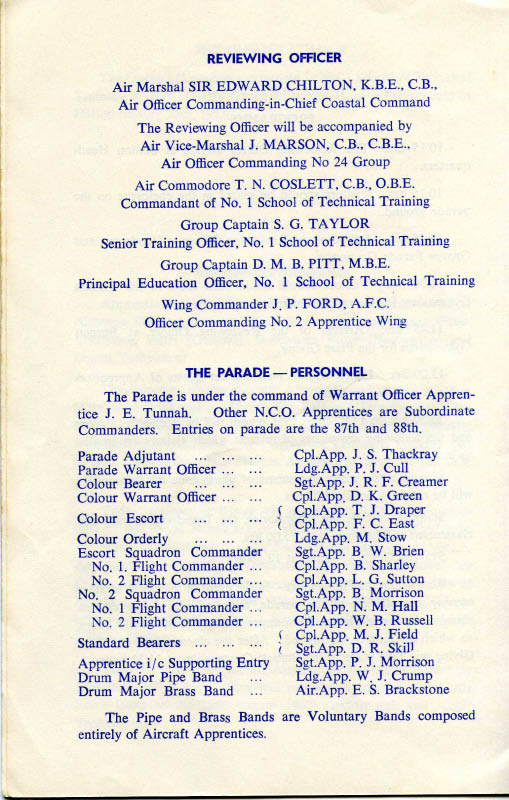 REVIEWING OFFICER
Air Marshal SIR EDWARD CHILTON, K.B.E., C.B.,
Air Officer Commanding-in-Chief Coastal Command
The Reviewing Officer will be accompanied by
Air Vice-Marshal J. MARSON, C.B., C.B.E.,
Air Officer Commanding No 24 Group
Air Commodore T. N. COSLETT, C.B., O.B.E.
Commandant of No. 1 School of Technical Training
Group Captain S. G. TAYLOR
Senior Training Officer, No. 1 School of Technical Training
Group Captain D. M. B. PITT, M.B.E.
Principal Education Officer, No. 1 School of Technical Training
Wing Commander J. P. FORD, A.F.C.
Officer Commanding No. 2 Apprentice Wing
THE PARADE — PERSONNEL
The Parade is under the command of Warrant Officer Appren-
tice J. E. Tunnah. Other N.C.O. Apprentices are Subordinate
Commanders. Entries on parade are the 87th and 88th.
Parade Adjutant ... ... ... Cpl.App. J. S. Thackray
Parade Warrant Officer ... ... Ldg.App. P. J. Cull
Colour Bearer ... ... ... Sgt.App. J. R. F. Creamer
Colour Warrant Officer ... ... Cpl.App. D. K. Green
Colour Escort ... ... ... { Cpl.App. T. J. Draper
Cpl.App. F. C. East
Colour Orderly ... ... ... Ldg.App. M. Stow
Escort Squadron Commander Sgt.App. B. W. Brien
No. 1. Flight Commander ... Cpl.App. B. Sharley
No. 2 Flight Commander ... Cpl.App. L. G. Sutton
No. 2 Squadron Commander Sgt.App. B. Morrison
No. 1 Flight Commander ... Cpl.App. N. M. Hall
No. 2 Flight Commander ... Cpl.App. W. B. Russell
Standard Bearers ... ... ... { Cpl.App. M. J. Field
Sgt.App. D. R. Skill
Apprentice i/c Supporting Entry Sgt.App. P. J. Morrison
Drum Major Pipe Band ... Ldg.App. W. J. Crump
Drum Major Brass Band ... Air.App. E. S. Brackstone
The Pipe and Brass Bands are Voluntary Bands composed
entirely of Aircraft Apprentices.